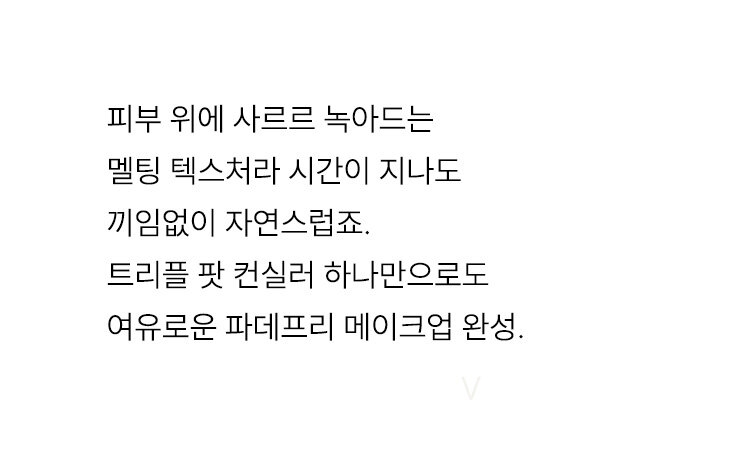 피부 위에 사르르 녹아드는
멜팅 텍스처라 시간이 지나도
끼임없이 자연스럽죠.
트리플 팟 컨실러 하나만으로도
여유로운 파데프리 메이크업 완성.
V